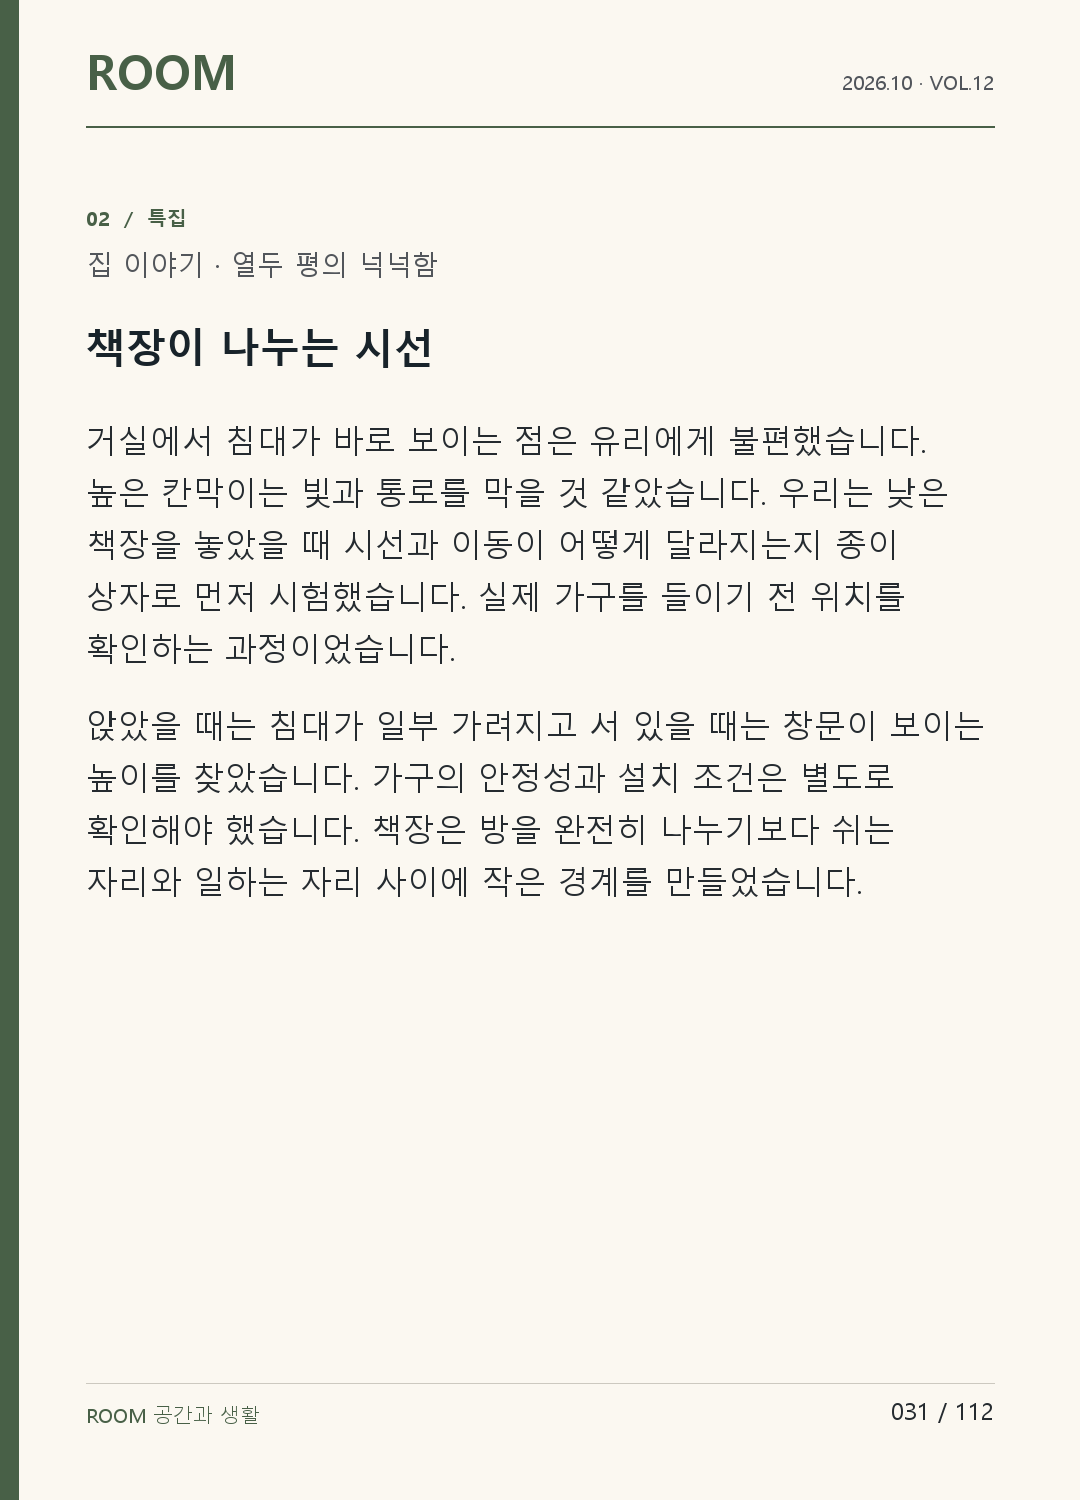 ROOM
2026.10 · VOL.12
02 / 특집
집 이야기 · 열두 평의 넉넉함
책장이 나누는 시선
거실에서 침대가 바로 보이는 점은 유리에게 불편했습니다.
높은 칸막이는 빛과 통로를 막을 것 같았습니다. 우리는 낮은
책장을 놓았을 때 시선과 이동이 어떻게 달라지는지 종이
상자로 먼저 시험했습니다. 실제 가구를 들이기 전 위치를
확인하는 과정이었습니다.
앉았을 때는 침대가 일부 가려지고 서 있을 때는 창문이 보이는
높이를 찾았습니다. 가구의 안정성과 설치 조건은 별도로
확인해야 했습니다. 책장은 방을 완전히 나누기보다 쉬는
자리와 일하는 자리 사이에 작은 경계를 만들었습니다.
ROOM 공간과 생활
031 / 112